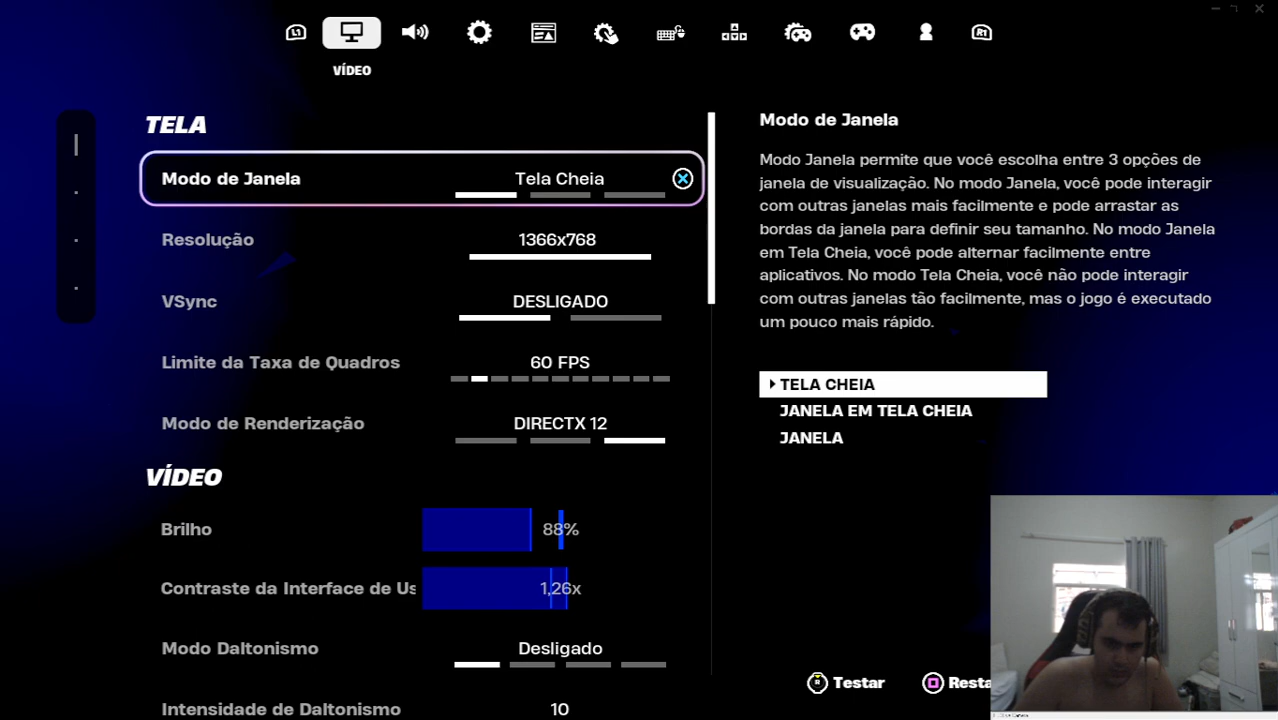 L1
R1
VÍDEO
TELA
Modo de Janela
Tela Cheia
Resolução
1366x768
VSync
DESLIGADO
Limite da Taxa de Quadros
60 FPS
Modo de Renderização
DIRECTX 12
VÍDEO
Brilho
88%
Contraste da Interface de Us
1,26x
Modo Daltonismo
Desligado
Intensidade de Daltonismo
10
Modo de Janela
Modo Janela permite que você escolha entre 3 opções de
janela de visualização. No modo Janela, você pode interagir
com outras janelas mais facilmente e pode arrastar as
bordas da janela para definir seu tamanho. No modo Janela
em Tela Cheia, você pode alternar facilmente entre
aplicativos. No modo Tela Cheia, você não pode interagir
com outras janelas tão facilmente, mas o jogo é executado
um pouco mais rápido.
TELA CHEIA
JANELA EM TELA CHEIA
JANELA
R Testar
Resta